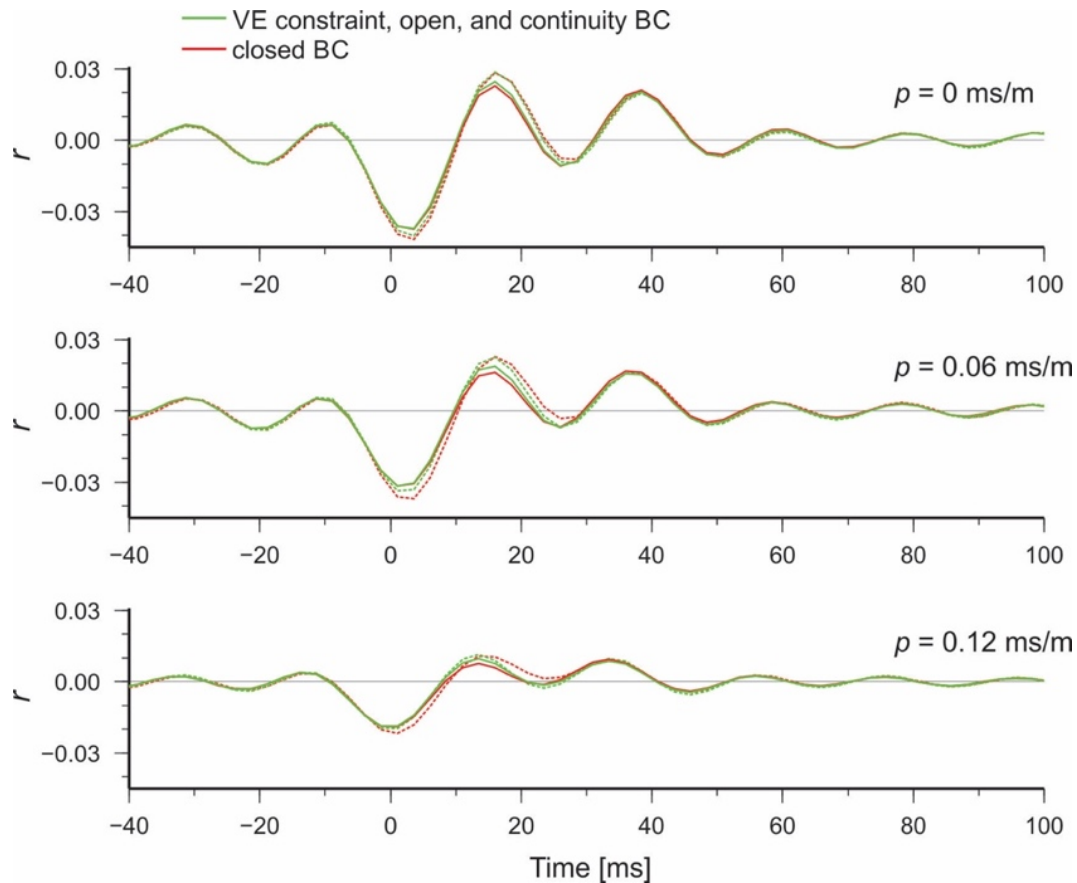 VE constraint, open, and continuity BC
closed BC
0.03
0.00
−0.03
r
p = 0 ms/m
−40 −20 0 20 40 60 80 100
0.03
0.00
−0.03
r
p = 0.06 ms/m
−40 −20 0 20 40 60 80 100
0.03
0.00
−0.03
r
p = 0.12 ms/m
−40 −20 0 20 40 60 80 100
Time [ms]